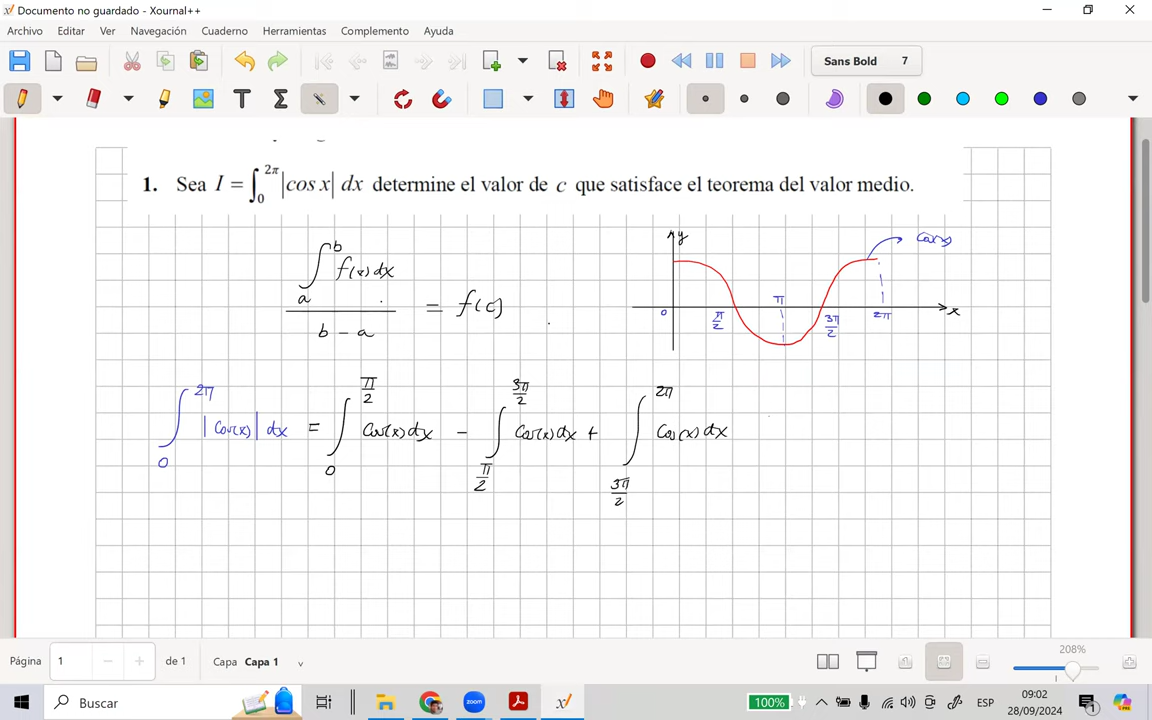 Documento no guardado - Xournal++
Archivo Editar Ver Navegación Cuaderno Herramientas Complemento Ayuda
Sans Bold 7
1. Sea I = ∫₀^{2π} |cos x| dx determine el valor de c que satisface el teorema del valor medio.
∫_a^b f(x) dx / b - a = f(c)
y
Cos(x)
0 π/2 π 3π/2 2π x
∫₀^{2π} |Cos(x)| dx = ∫₀^{π/2} Cos(x) dx - ∫_{π/2}^{3π/2} Cos(x) dx + ∫_{3π/2}^{2π} Cos(x) dx
Página 1 de 1 Capa Capa 1 208%
Buscar 100% ESP 09:02
28/09/2024